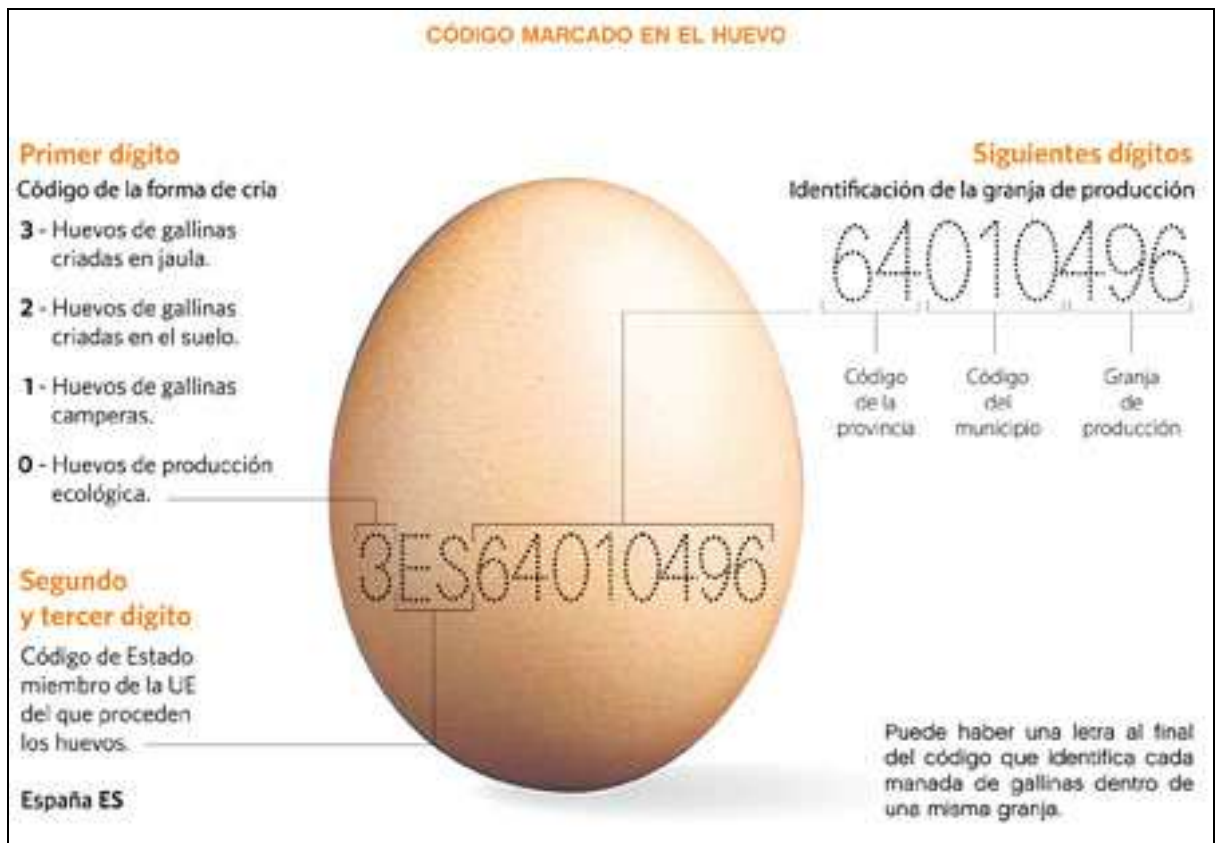 CÓDIGO MARCADO EN EL HUEVO
Primer dígito
Código de la forma de cría
3 - Huevos de gallinas
criadas en jaula.
2 - Huevos de gallinas
criadas en el suelo.
1 - Huevos de gallinas
camperas.
0 - Huevos de producción
ecológica.
Segundo
y tercer dígito
Código de Estado
miembro de la UE
del que proceden
los huevos.
España ES
3ES64010496
Siguientes dígitos
Identificación de la granja de producción
64010496
Código
de la
provincia
Código
del
municipio
Granja
de
producción
Puede haber una letra al final
del código que identifica cada
manada de gallinas dentro de
una misma granja.